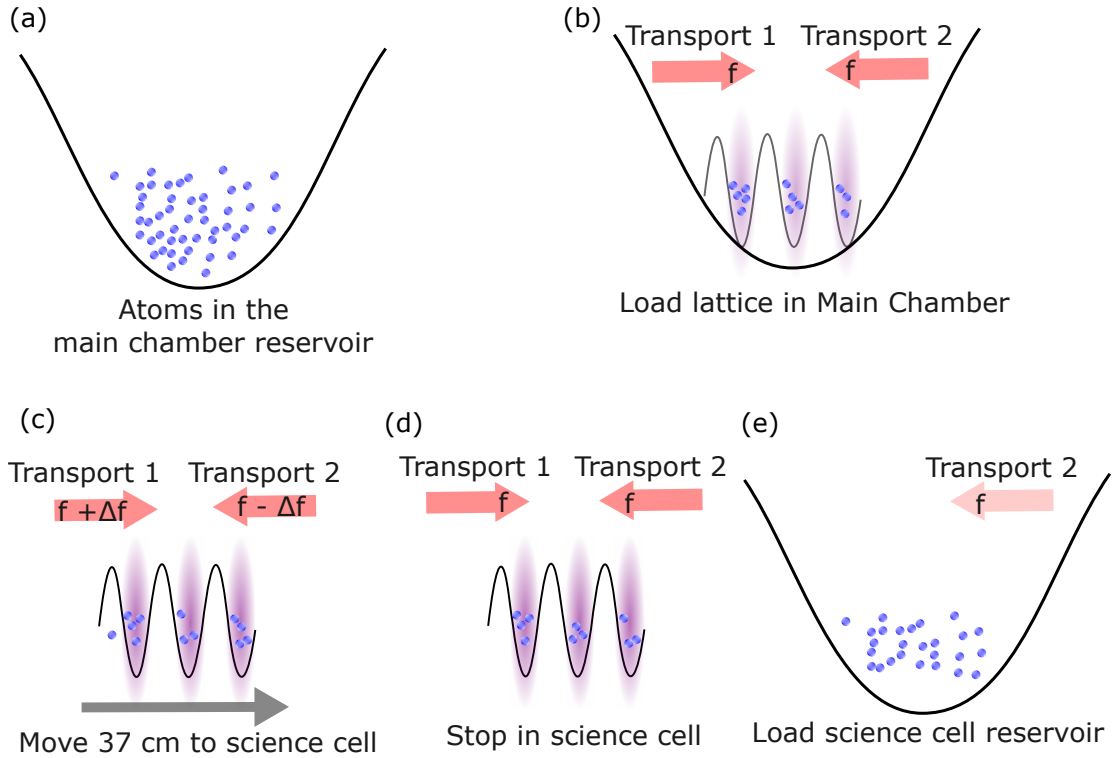 (a)
Atoms in the
main chamber reservoir
(b)
Transport 1 Transport 2
f f
Load lattice in Main Chamber
(c)
Transport 1 Transport 2
f +Δf f - Δf
Move 37 cm to science cell
(d)
Transport 1 Transport 2
f f
Stop in science cell
(e)
Transport 2
f
Load science cell reservoir